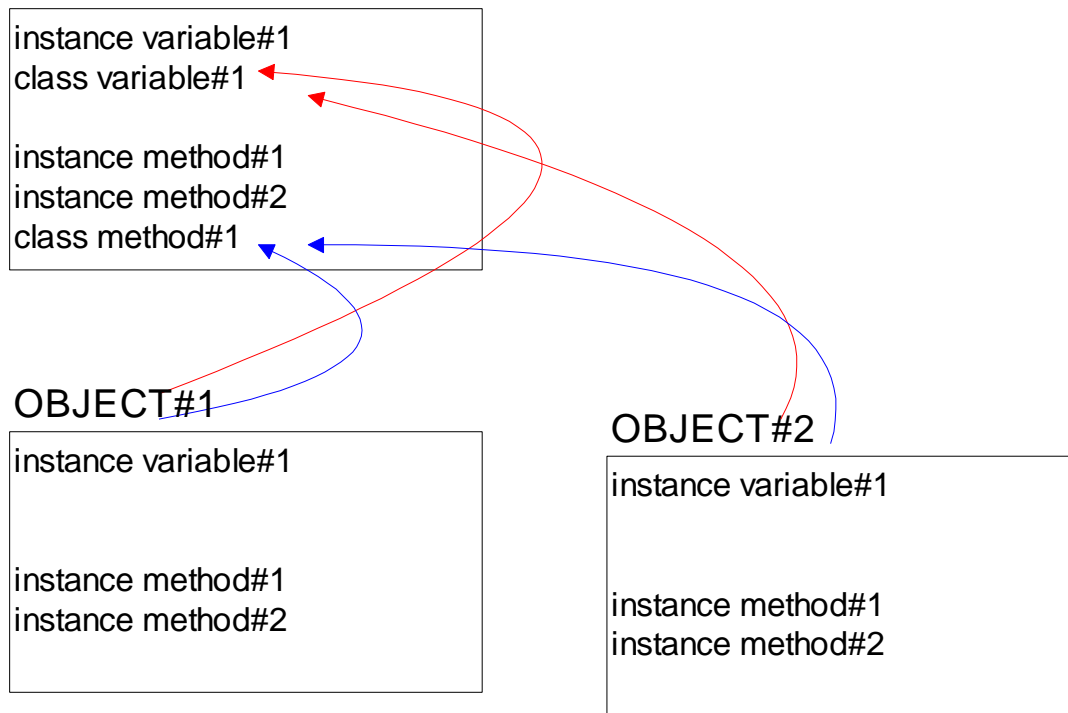 instance variable#1
class variable#1
instance method#1
instance method#2
class method#1
OBJECT#1
instance variable#1
instance method#1
instance method#2
OBJECT#2
instance variable#1
instance method#1
instance method#2